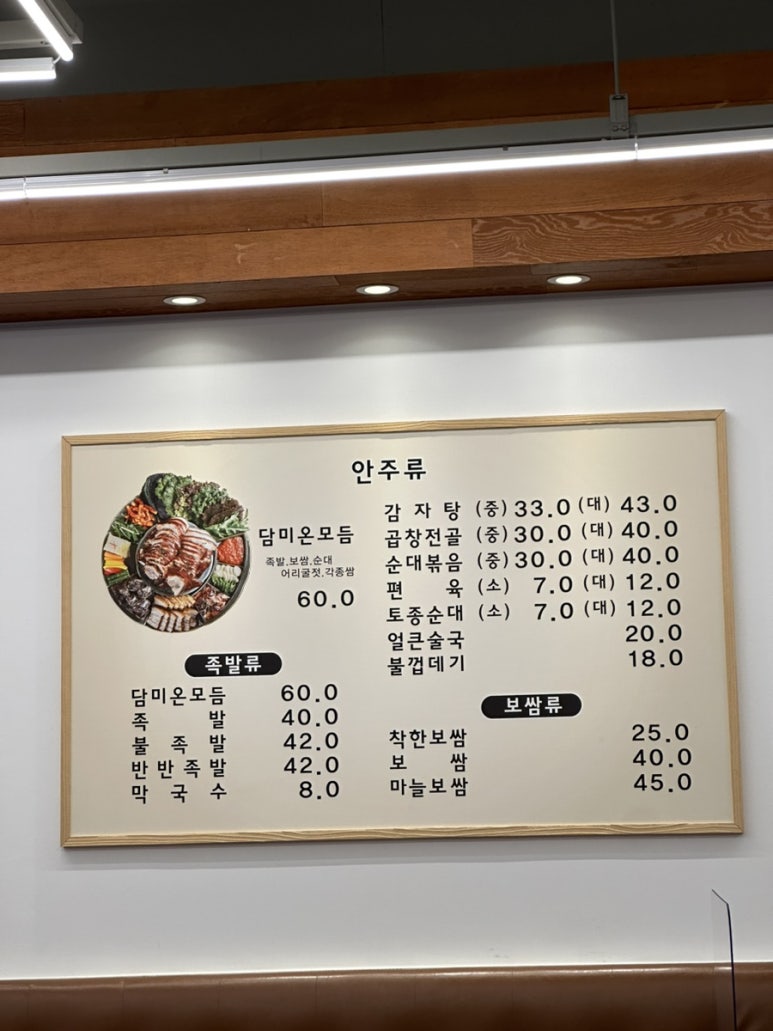 안주류
담미온모듬
족발,보쌈,순대
어리굴젓,각종쌈
60.0
감자탕 (중) 33.0 (대) 43.0
곱창전골 (중) 30.0 (대) 40.0
순대볶음 (중) 30.0 (대) 40.0
편육 (소) 7.0 (대) 12.0
토종순대 (소) 7.0 (대) 12.0
얼큰술국 20.0
불껍데기 18.0
족발류
담미온모듬 60.0
족발 40.0
불족발 42.0
반반족발 42.0
막국수 8.0
보쌈류
착한보쌈 25.0
보쌈 40.0
마늘보쌈 45.0